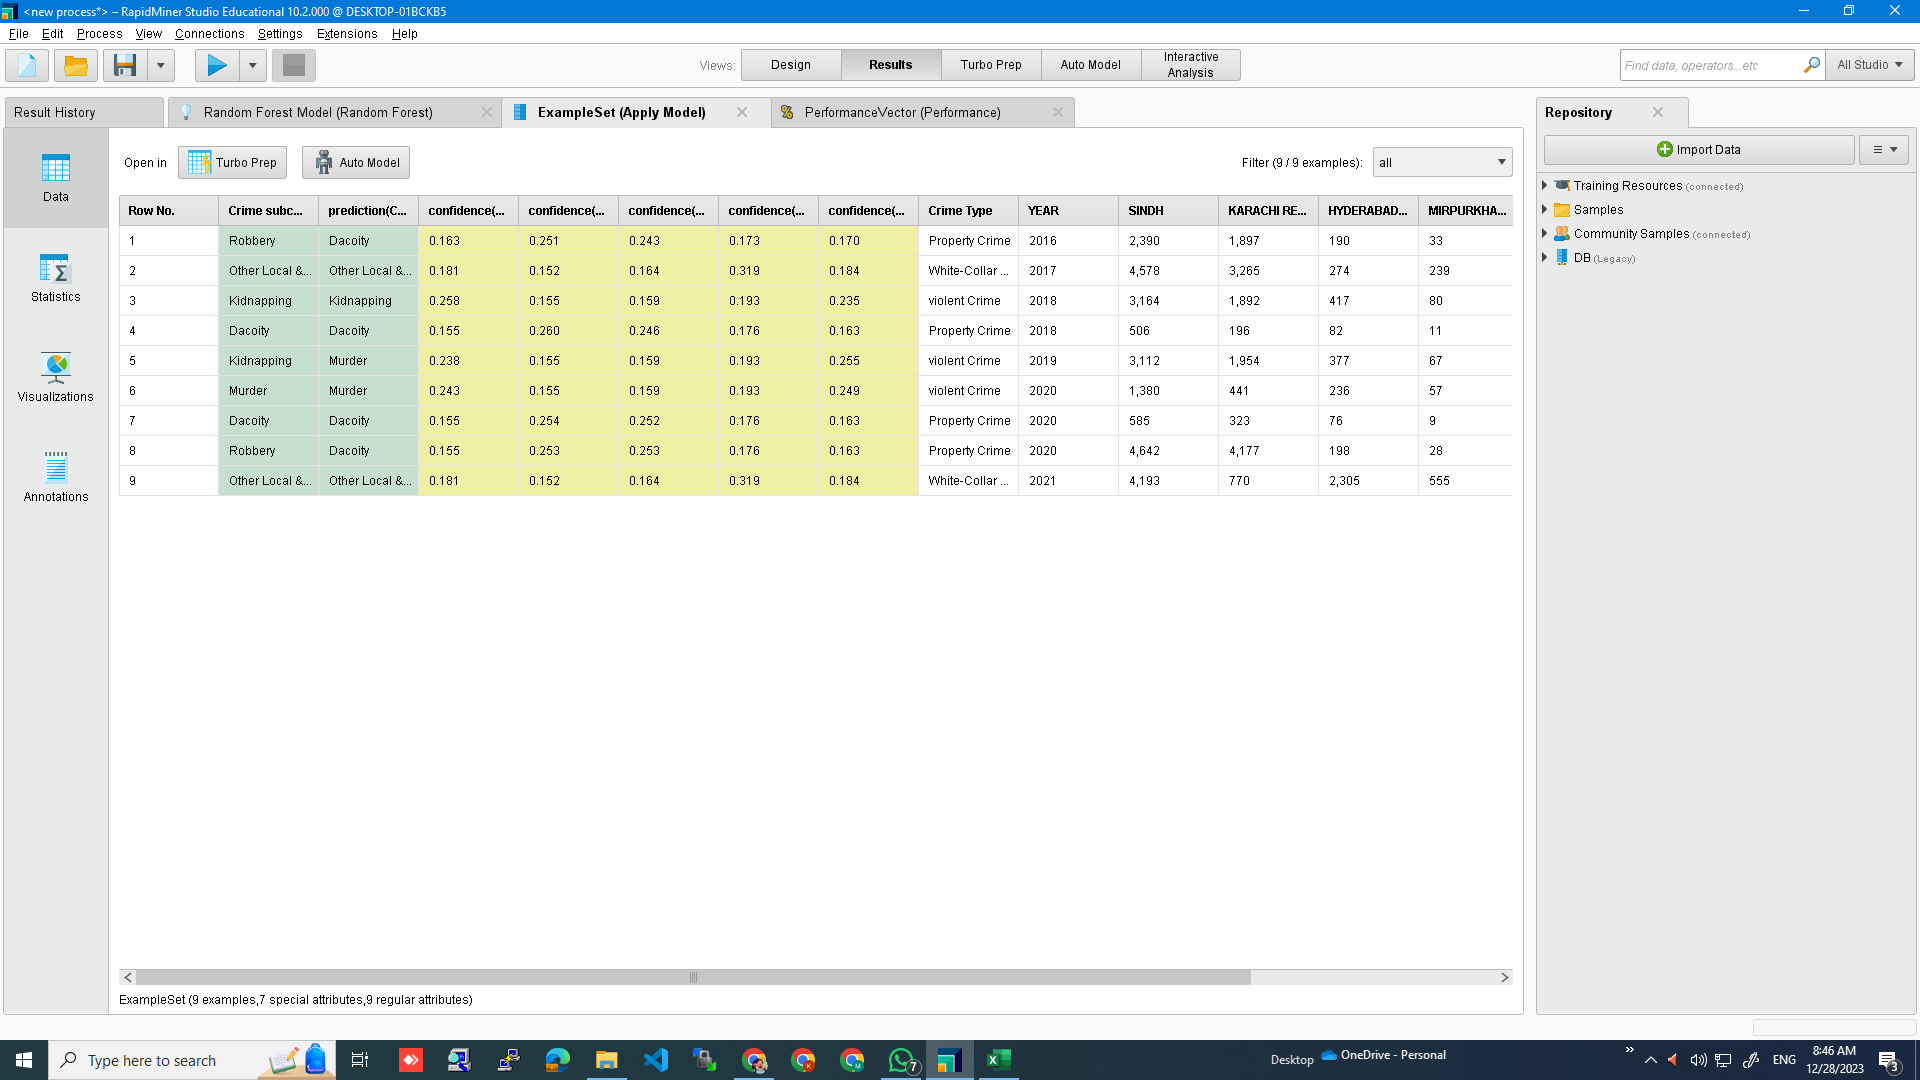 <new process*> – RapidMiner Studio Educational 10.2.000 @ DESKTOP-01BCKB5
File Edit Process View Connections Settings Extensions Help
Views: Design Results Turbo Prep Auto Model Interactive Analysis
Find data, operators...etc All Studio
Result History Random Forest Model (Random Forest) ExampleSet (Apply Model) PerformanceVector (Performance)
Open in Turbo Prep Auto Model Filter (9 / 9 examples): all
Data
Statistics
Visualizations
Annotations
Row No. Crime subc... prediction(C... confidence(... confidence(... confidence(... confidence(... confidence(... Crime Type YEAR SINDH KARACHI RE... HYDERABAD... MIRPURKHA...
1 Robbery Dacoity 0.163 0.251 0.243 0.173 0.170 Property Crime 2016 2,390 1,897 190 33
2 Other Local &... Other Local &... 0.181 0.152 0.164 0.319 0.184 White-Collar ... 2017 4,578 3,265 274 239
3 Kidnapping Kidnapping 0.258 0.155 0.159 0.193 0.235 violent Crime 2018 3,164 1,892 417 80
4 Dacoity Dacoity 0.155 0.260 0.246 0.176 0.163 Property Crime 2018 506 196 82 11
5 Kidnapping Murder 0.238 0.155 0.159 0.193 0.255 violent Crime 2019 3,112 1,954 377 67
6 Murder Murder 0.243 0.155 0.159 0.193 0.249 violent Crime 2020 1,380 441 236 57
7 Dacoity Dacoity 0.155 0.254 0.252 0.176 0.163 Property Crime 2020 585 323 76 9
8 Robbery Dacoity 0.155 0.253 0.253 0.176 0.163 Property Crime 2020 4,642 4,177 198 28
9 Other Local &... Other Local &... 0.181 0.152 0.164 0.319 0.184 White-Collar ... 2021 4,193 770 2,305 555
ExampleSet (9 examples,7 special attributes,9 regular attributes)
Repository
Import Data
Training Resources (connected)
Samples
Community Samples (connected)
DB (Legacy)
Type here to search
7
Desktop OneDrive - Personal
ENG
8:46 AM
12/28/2023
3